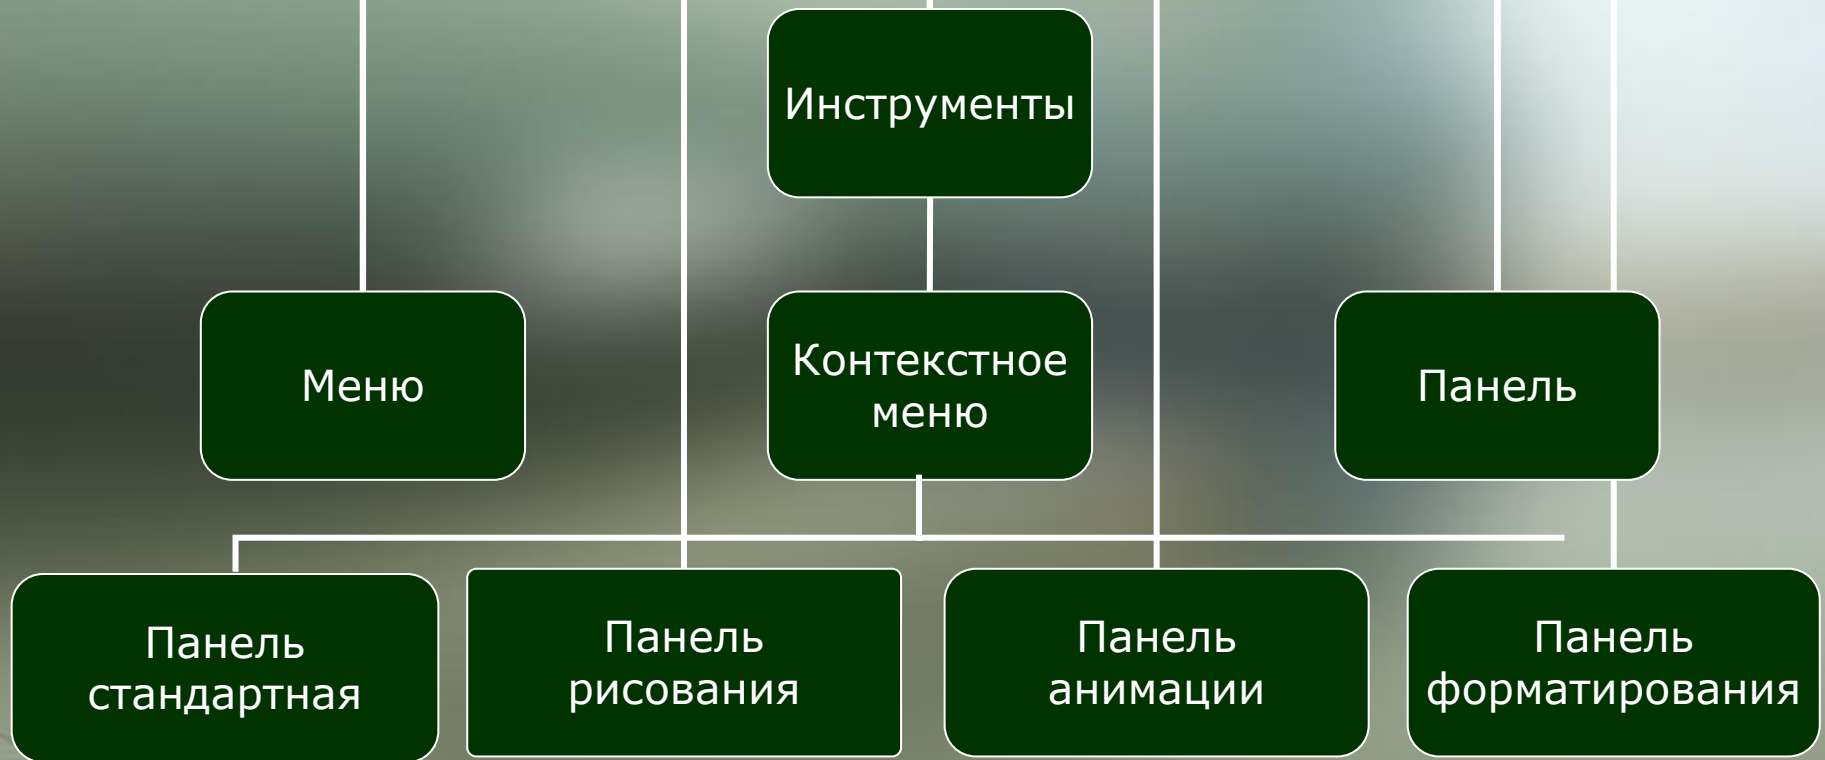 Инструменты
Меню
Контекстное
меню
Панель
Панель
стандартная
Панель
рисования
Панель
анимации
Панель
форматирования